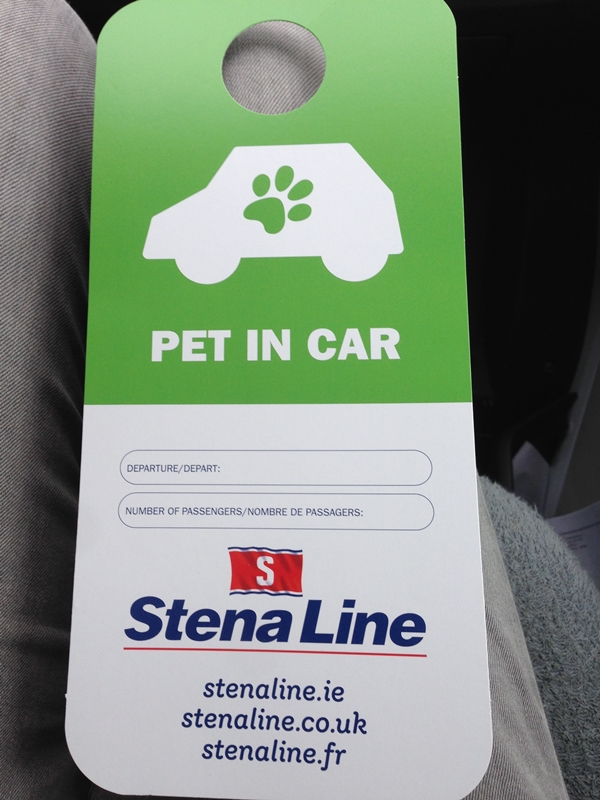 PET IN CAR
DEPARTURE/DEPART:
NUMBER OF PASSENGERS/NOMBRE DE PASSAGERS:
S
Stena Line
stenaline.ie
stenaline.co.uk
stenaline.fr